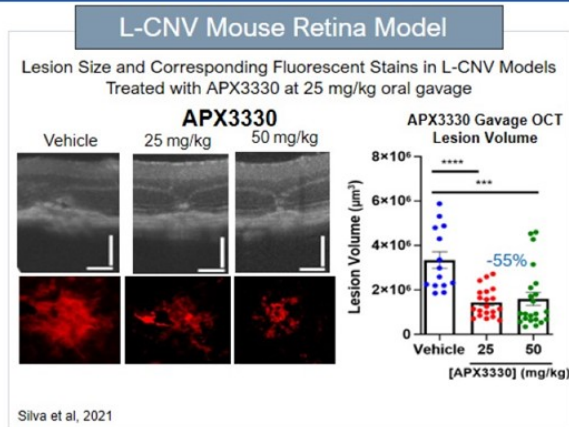 L-CNV Mouse Retina Model
Lesion Size and Corresponding Fluorescent Stains in L-CNV Models
Treated with APX3330 at 25 mg/kg oral gavage
APX3330
Vehicle 25 mg/kg 50 mg/kg
APX3330 Gavage OCT
Lesion Volume
Lesion Volume (μm³)
8×10⁶
6×10⁶
4×10⁶
2×10⁶
0
****
***
-55%
Vehicle 25 50
[APX3330] (mg/kg)
Silva et al, 2021